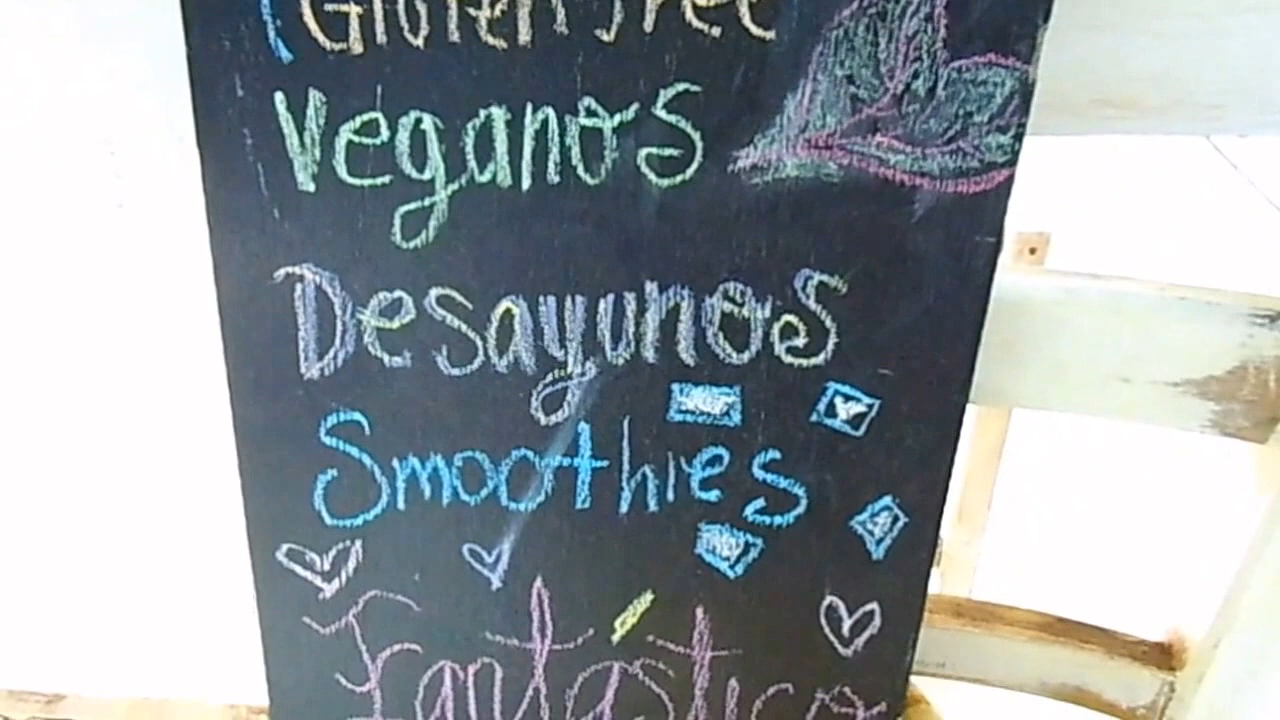 (Gluten free
Veganos
Desayunos
Smoothies
Fantástico